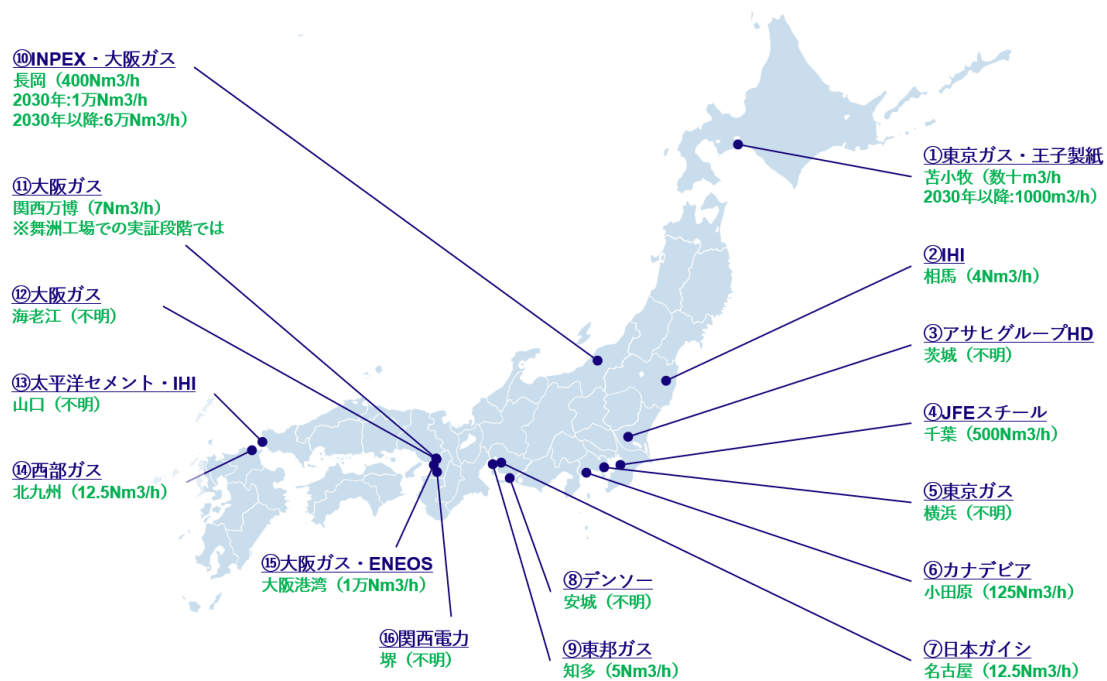 ⑩INPEX・大阪ガス
長岡（400Nm3/h
2030年:1万Nm3/h
2030年以降:6万Nm3/h）
⑪大阪ガス
関西万博（7Nm3/h）
※舞洲工場での実証段階では
⑫大阪ガス
海老江（不明）
⑬太平洋セメント・IHI
山口（不明）
⑭西部ガス
北九州（12.5Nm3/h）
⑮大阪ガス・ENEOS
大阪港湾（1万Nm3/h）
⑯関西電力
堺（不明）
⑧デンソー
安城（不明）
⑨東邦ガス
知多（5Nm3/h）
①東京ガス・王子製紙
苫小牧（数十m3/h
2030年以降:1000m3/h）
②IHI
相馬（4Nm3/h）
③アサヒグループHD
茨城（不明）
④JFEスチール
千葉（500Nm3/h）
⑤東京ガス
横浜（不明）
⑥カナデビア
小田原（125Nm3/h）
⑦日本ガイシ
名古屋（12.5Nm3/h）